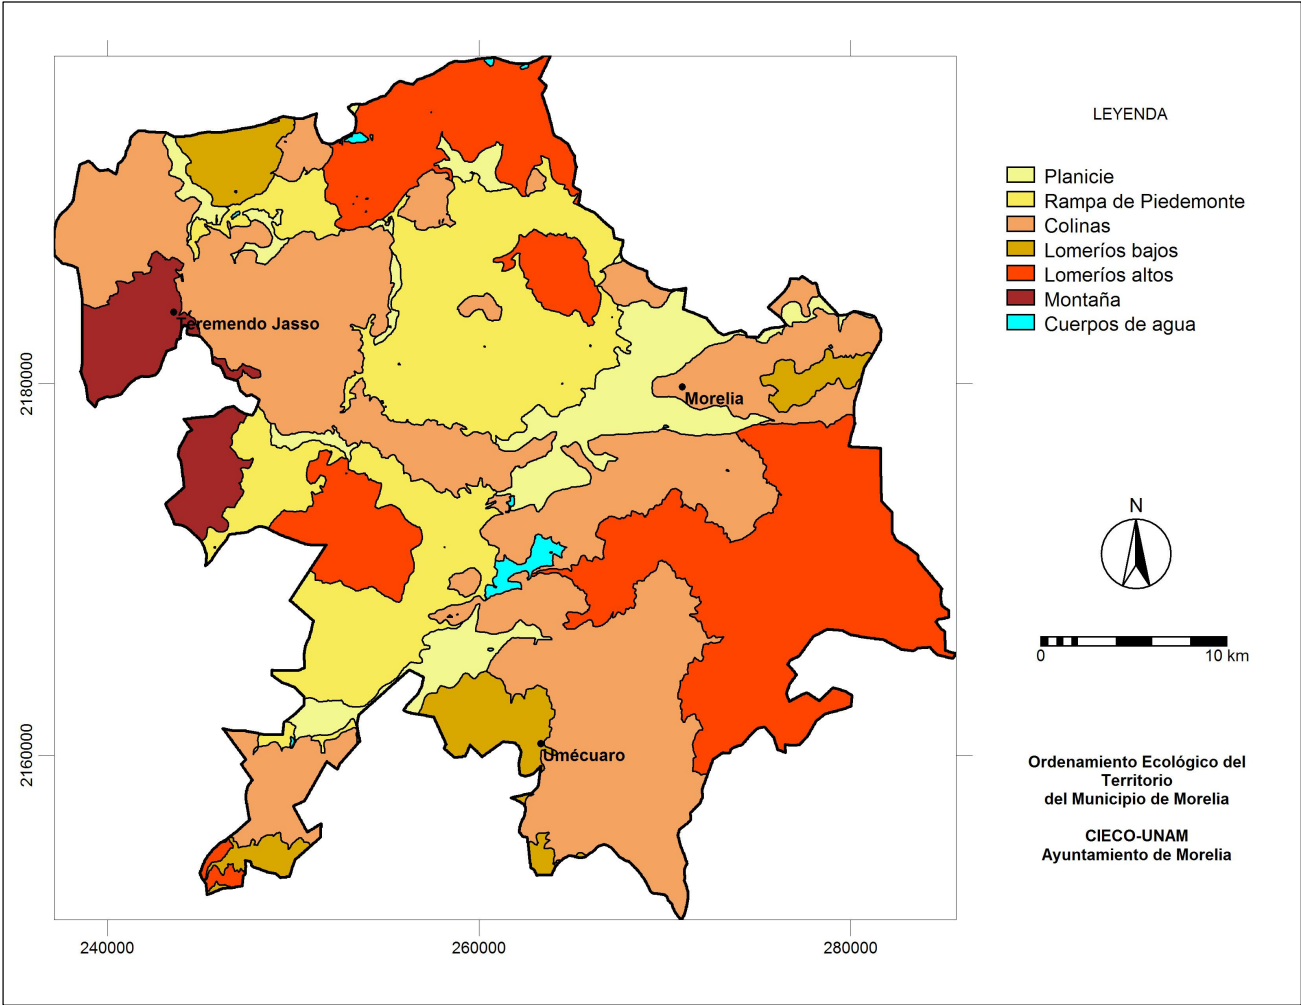 LEYENDA
Planicie
Rampa de Piedemonte
Colinas
Lomeríos bajos
Lomeríos altos
Montaña
Cuerpos de agua
Teremendo Jasso
Morelia
Umécuaro
2180000
2160000
240000
260000
280000
N
0
10 km
Ordenamiento Ecológico del
Territorio
del Municipio de Morelia
CIECO-UNAM
Ayuntamiento de Morelia